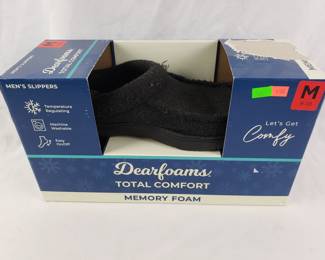 Dearfoams
TOTAL COMFORT
MEN'S SLIPPERS
Temperature
Regulating
Machine
Washable
Easy
On/Off
M
M
Let's Get
Comfy
Dearfoams
TOTAL COMFORT
MEMORY FOAM